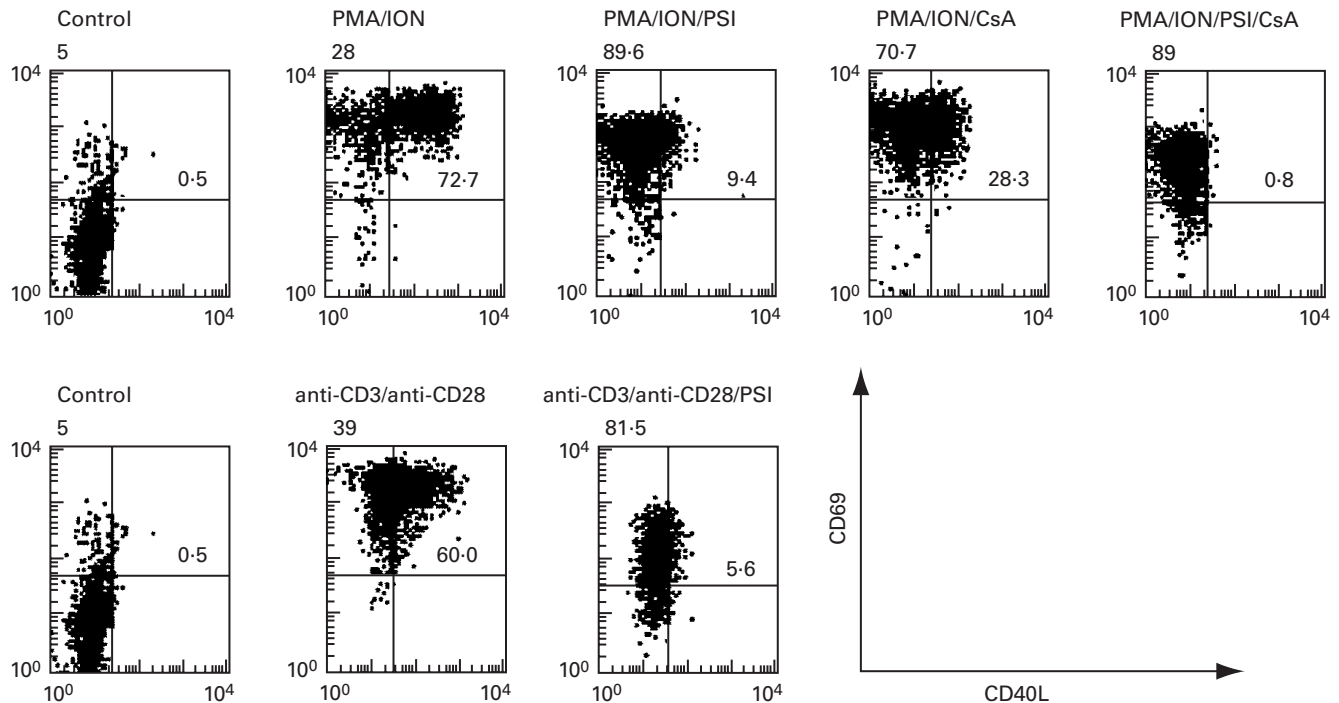 Control PMA/ION PMA/ION/PSI PMA/ION/CsA PMA/ION/PSI/CsA
5 28 89·6 70·7 89
10⁴ 10⁴ 10⁴ 10⁴ 10⁴
0·5 72·7 9·4 28·3 0·8
10⁰ 10⁰ 10⁰ 10⁰ 10⁰
10⁰ 10⁴ 10⁰ 10⁴ 10⁰ 10⁴ 10⁰ 10⁴ 10⁰ 10⁴
Control anti-CD3/anti-CD28 anti-CD3/anti-CD28/PSI
5 39 81·5
10⁴ 10⁴ 10⁴
0·5 60·0 5·6
10⁰ 10⁰ 10⁰
10⁰ 10⁴ 10⁰ 10⁴ 10⁰ 10⁴
CD69
CD40L